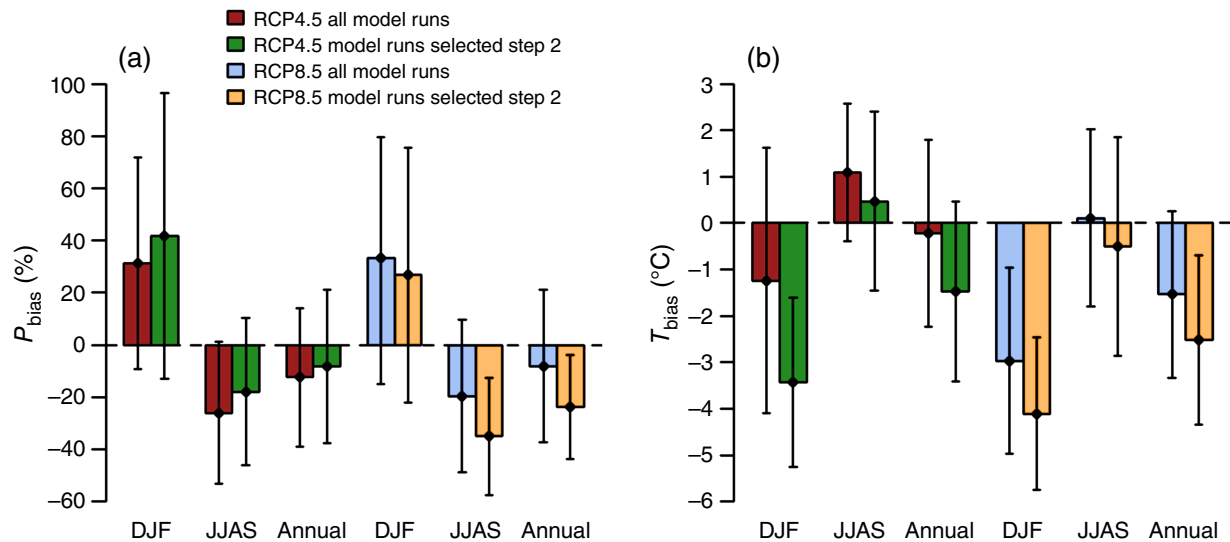 RCP4.5 all model runs
RCP4.5 model runs selected step 2
RCP8.5 all model runs
RCP8.5 model runs selected step 2
(a)
100
80
60
40
20
0
−20
−40
−60
Pbias (%)
DJF JJAS Annual DJF JJAS Annual
(b)
3
2
1
0
−1
−2
−3
−4
−5
−6
Tbias (°C)
DJF JJAS Annual DJF JJAS Annual